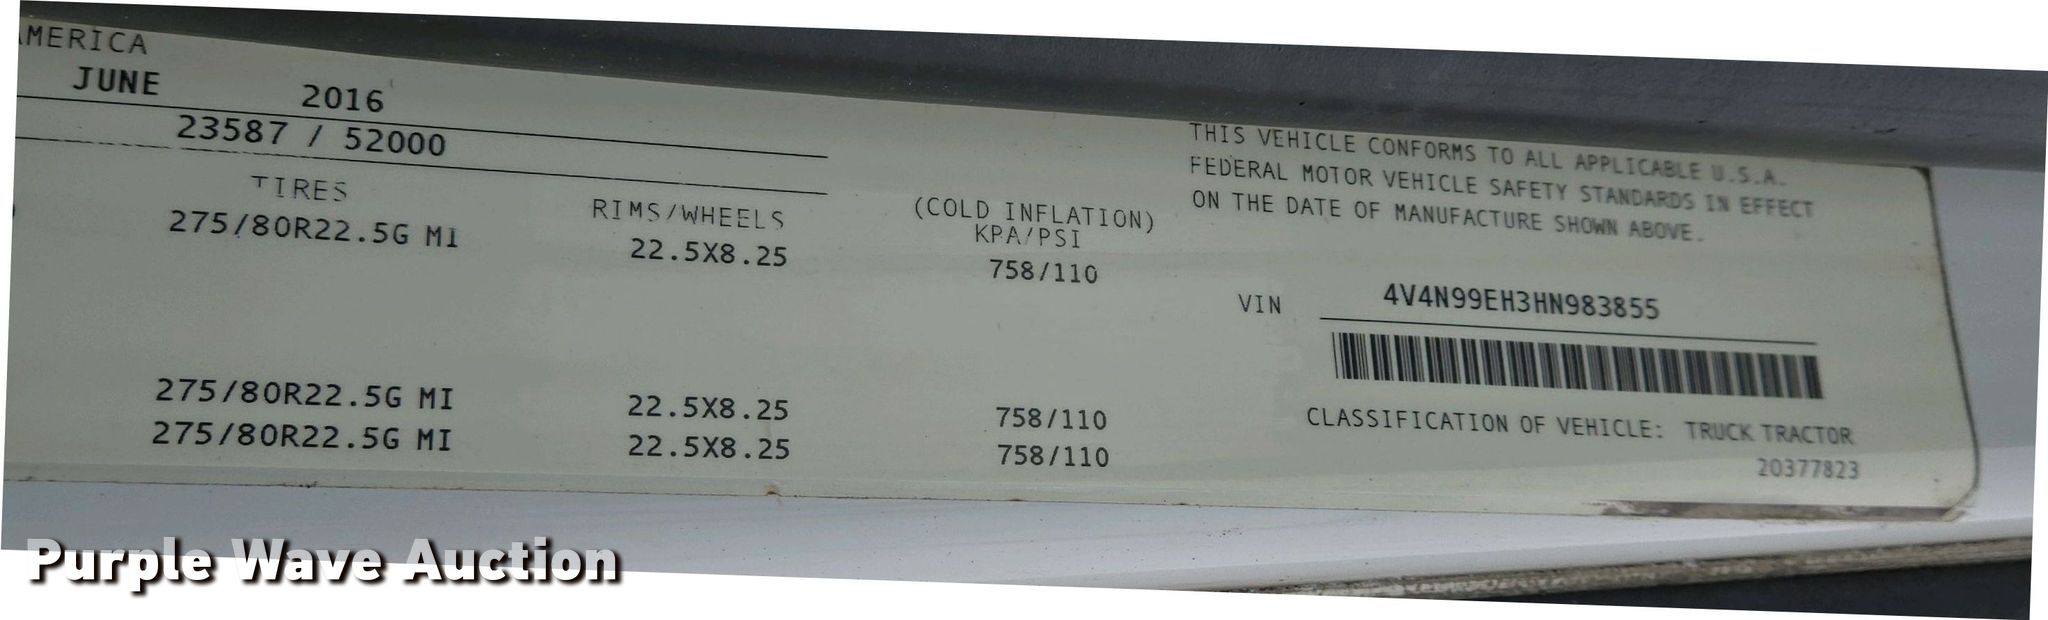 AMERICA
JUNE 2016
23587 / 52000
TIRES RIMS/WHEELS (COLD INFLATION)
KPA/PSI
275/80R22.5G MI 22.5X8.25 758/110
275/80R22.5G MI 22.5X8.25 758/110
275/80R22.5G MI 22.5X8.25 758/110
THIS VEHICLE CONFORMS TO ALL APPLICABLE U.S.A.
FEDERAL MOTOR VEHICLE SAFETY STANDARDS IN EFFECT
ON THE DATE OF MANUFACTURE SHOWN ABOVE.
VIN 4V4N99EH3HN983855
CLASSIFICATION OF VEHICLE: TRUCK TRACTOR
20377823
Purple Wave Auction